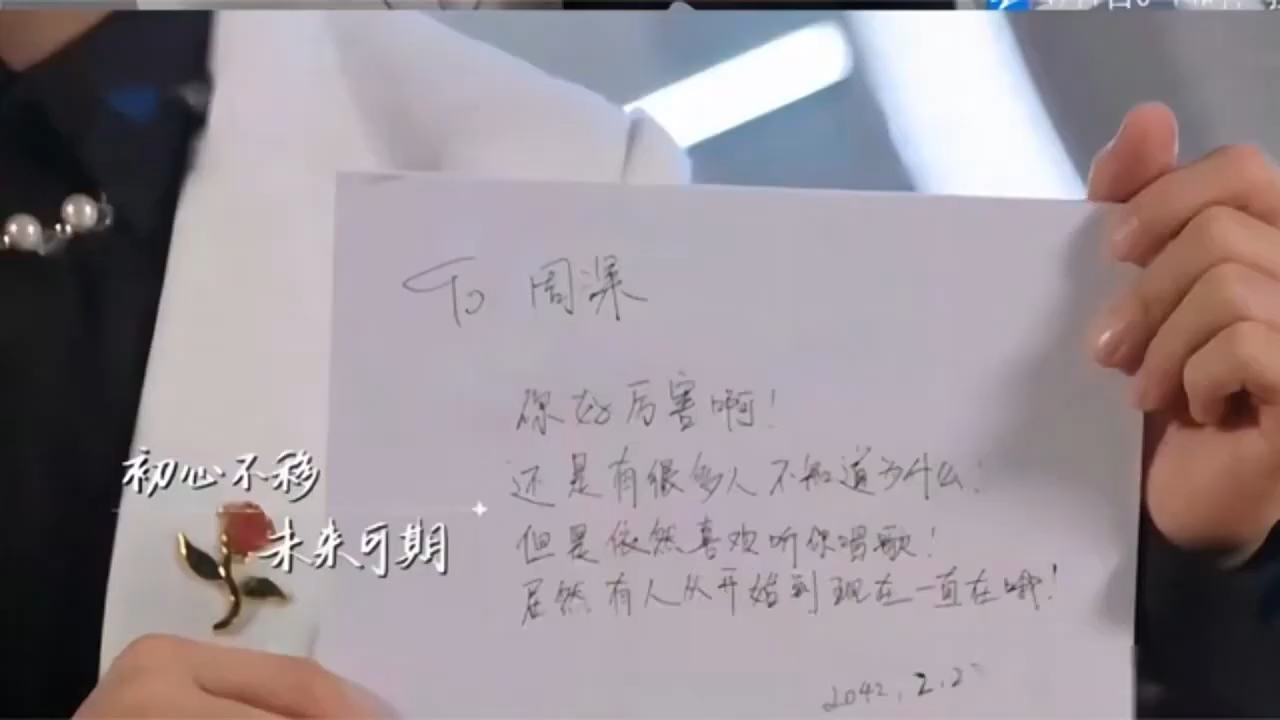 To 周深
你好厉害啊!
还是有很多人不知道为什么!
但是依然喜欢听你唱歌!
居然有人从开始到现在一直在哦!
2042.2.2
初心不移
未来可期